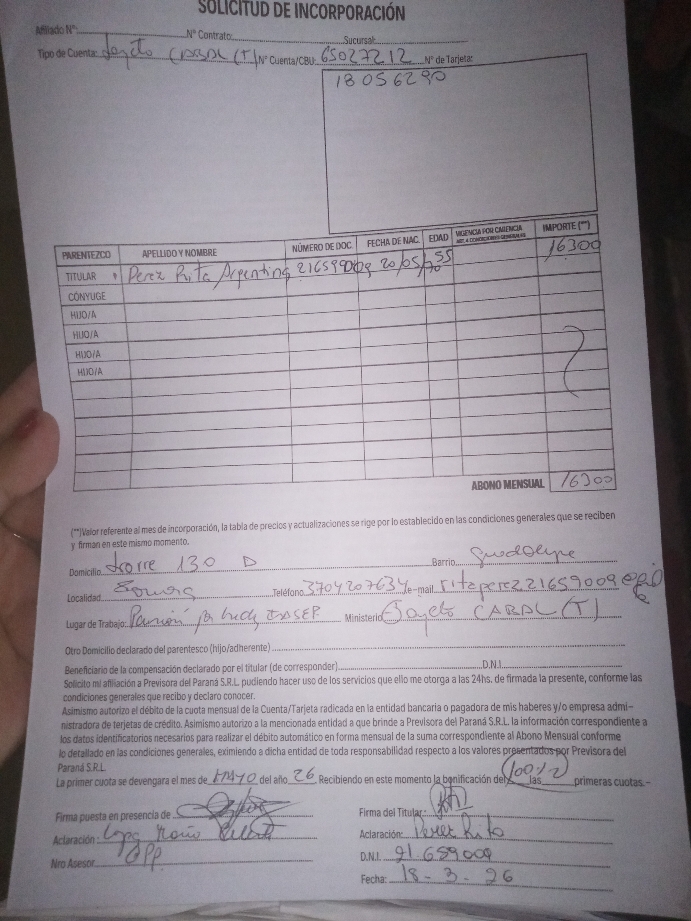 SOLICITUD DE INCORPORACIÓN
Afiliado N°: N° Contrato: Sucursal:
Tipo de Cuenta: CABAL (T) N° Cuenta/CBU: 65027212 N° de Tarjeta:
18056290
PARENTEZCO APELLIDO Y NOMBRE NÚMERO DE DOC. FECHA DE NAC. EDAD VIGENCIA POR CARENCIA IMPORTE (**)
TITULAR Perez Rita Argentina 20/05/70 55 16300
CÓNYUGE
HIJO/A
HIJO/A
HIJO/A
HIJO/A
ABONO MENSUAL 16300
(**)Valor referente al mes de incorporación, la tabla de precios y actualizaciones se rige por lo establecido en las condiciones generales que se reciben
y firman en este mismo momento.
Domicilio 130 D Barrio Guadalupe
Localidad Teléfono 3704207634 e-mail ritaperez21659009@
Lugar de Trabajo: Ministerio CABAL (T)
Otro Domicilio declarado del parentesco (hijo/adherente)
Beneficiario de la compensación declarado por el titular (de corresponder) D.N.I.
Solicito mi afiliación a Previsora del Paraná S.R.L. pudiendo hacer uso de los servicios que ello me otorga a las 24hs. de firmada la presente, conforme las
condiciones generales que recibo y declaro conocer.
Asimismo autorizo el débito de la cuota mensual de la Cuenta/Tarjeta radicada en la entidad bancaria o pagadora de mis haberes y/o empresa admi-
nistradora de terjetas de crédito. Asimismo autorizo a la mencionada entidad a que brinde a Previsora del Paraná S.R.L. la información correspondiente a
los datos identificatorios necesarios para realizar el débito automático en forma mensual de la suma correspondiente al Abono Mensual conforme
lo detallado en las condiciones generales, eximiendo a dicha entidad de toda responsabilidad respecto a los valores presentados por Previsora del
Paraná S.R.L
La primer cuota se devengara el mes de MAYO del año 26 Recibiendo en este momento la bonificación del 100% las primeras cuotas.-
Firma puesta en presencia de Firma del Titular:
Aclaración: Aclaración: Perez Rita
Nro Asesor D.N.I. 21.659009
Fecha: 18-3-26